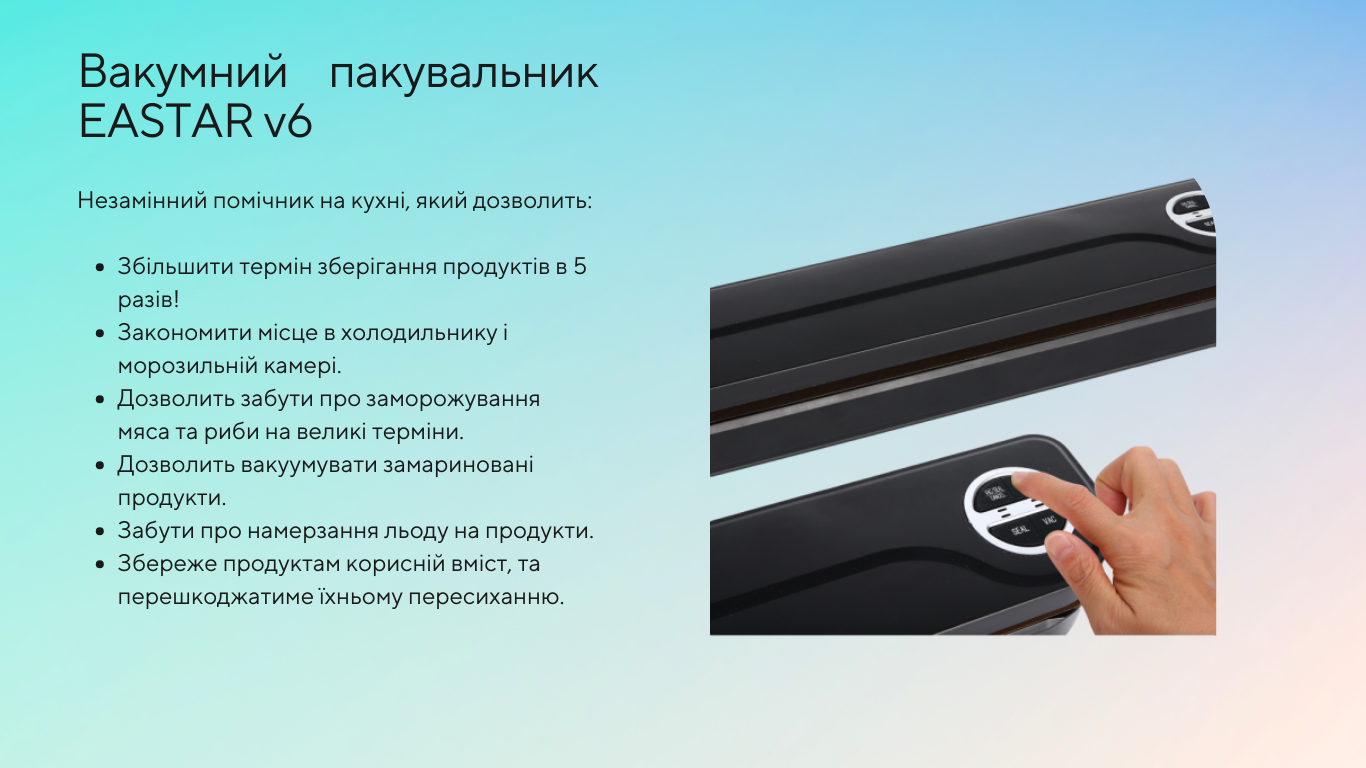 Вакумний пакувальник
EASTAR v6
Незамінний помічник на кухні, який дозволить:
Збільшити термін зберігання продуктів в 5
разів!
Закономити місце в холодильнику і
морозильній камері.
Дозволить забути про заморожування
мяса та риби на великі терміни.
Дозволить вакуумувати замариновані
продукти.
Забути про намерзання льоду на продукти.
Збереже продуктам корисній вміст, та
перешкоджатиме їхньому пересиханню.
SEAL VAC